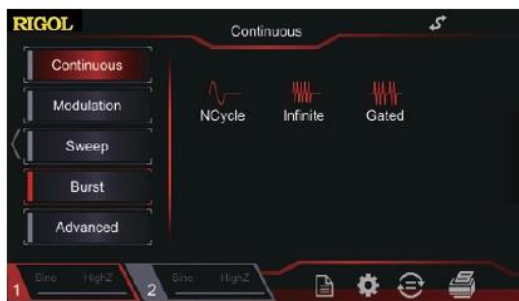 RIGOL
Continuous
Continuous
Modulation
Sweep
Burst
Advanced
NCycle Infinite Gated
1 Sine HighZ 2 Sine HighZ